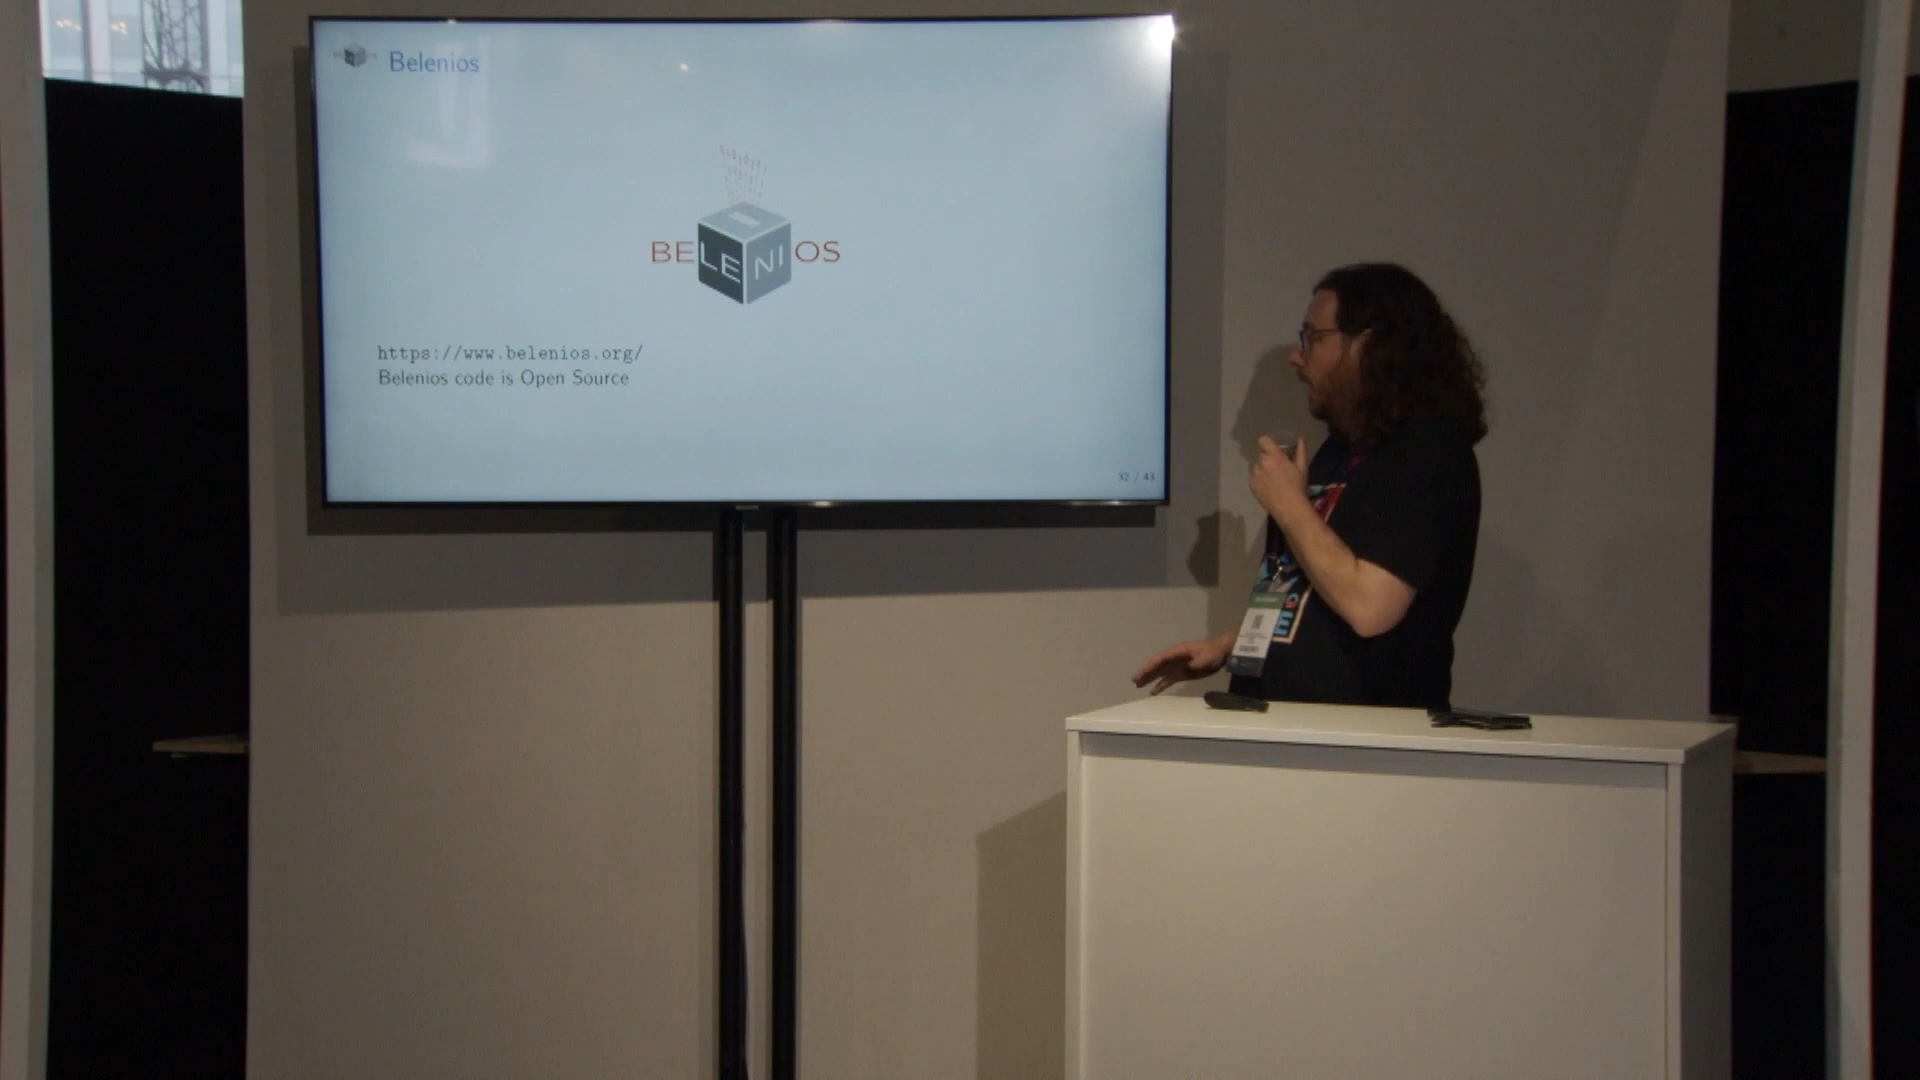 Belenios
BELENIOS
https://www.belenios.org/
Belenios code is Open Source
32 / 43